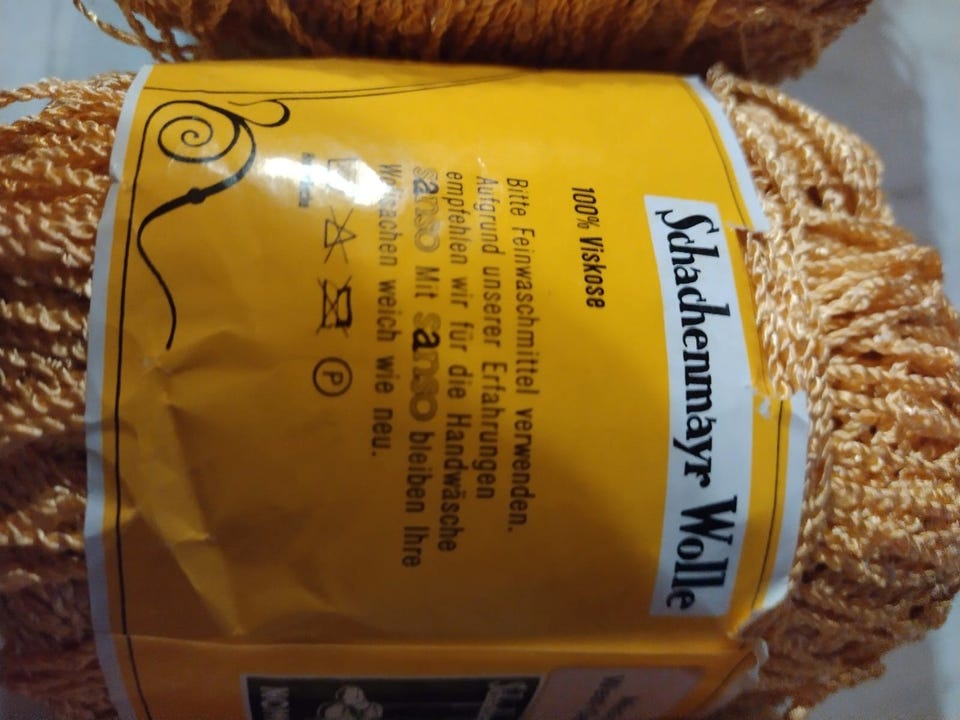 Schachenmayr Wolle
100% Viskose
Bitte Feinwaschmittel verwenden.
Aufgrund unserer Erfahrungen
empfehlen wir für die Handwäsche
sanso Mit sanso bleiben Ihre
Wollsachen weich wie neu.
P